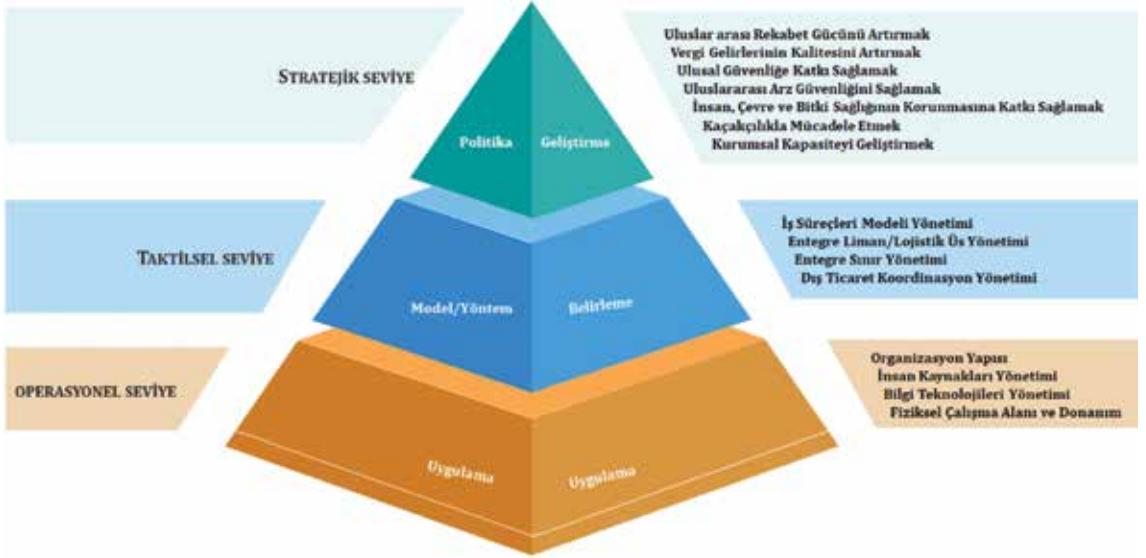 STRATEJİK SEVİYE
Uluslar arası Rekabet Gücünü Artırmak
Vergi Gelirlerinin Kalitesini Artırmak
Ulusal Güvenliğe Katkı Sağlamak
Uluslararası Arz Güvenliğini Sağlamak
İnsan, Çevre ve Bitki Sağlığının Korunmasına Katkı Sağlamak
Kaçakçılıkla Mücadele Etmek
Kurumsal Kapasiteyi Geliştirmek
Politika Geliştirme
TAKTİLSEL SEVİYE
İş Süreçleri Modeli Yönetimi
Entegre Liman/Lojistik Üs Yönetimi
Entegre Sınır Yönetimi
Dış Ticaret Koordinasyon Yönetimi
Model/Yöntem Belirleme
OPERASYONEL SEVİYE
Organizasyon Yapısı
İnsan Kaynakları Yönetimi
Bilgi Teknolojileri Yönetimi
Fiziksel Çalışma Alanı ve Donanım
Uygulama Uygulama